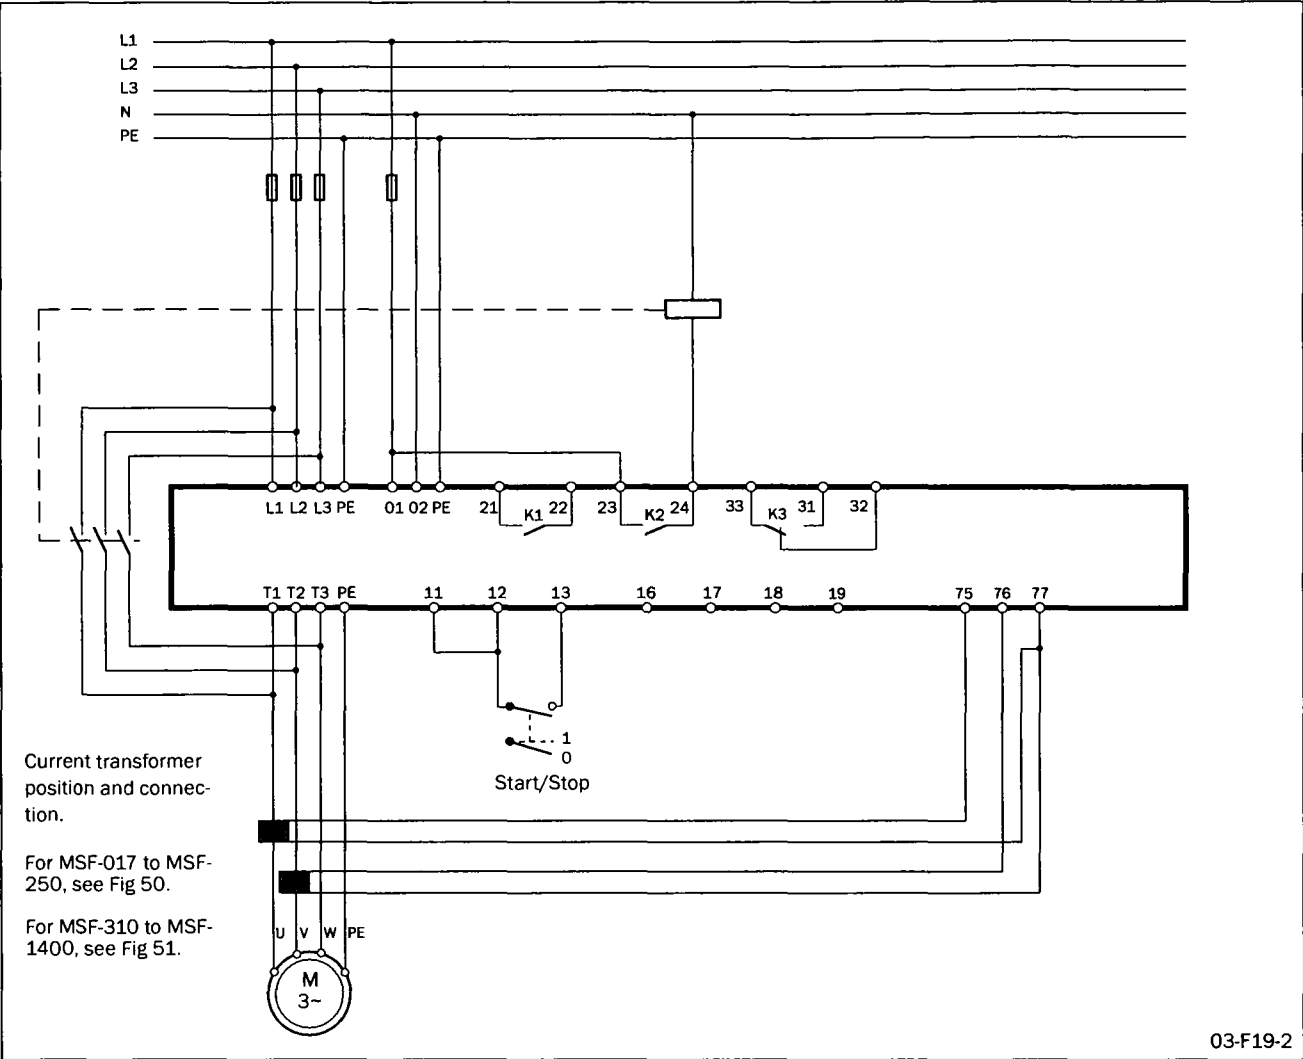 L1
L2
L3
N
PE
L1 L2 L3 PE 01 02 PE 21 K1 22 23 K2 24 33 K3 31 32
T1 T2 T3 PE 11 12 13 16 17 18 19 75 76 77
1
0
Start/Stop
Current transformer
position and connec-
tion.
For MSF-017 to MSF-
250, see Fig 50.
For MSF-310 to MSF-
1400, see Fig 51.
U V W PE
M
3~
03-F19-2